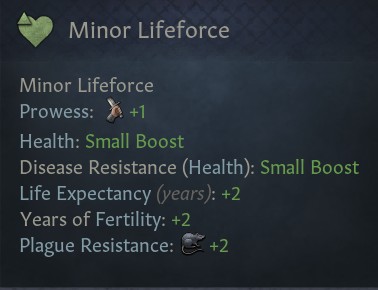 Minor Lifeforce
Minor Lifeforce
Prowess: +1
Health: Small Boost
Disease Resistance (Health): Small Boost
Life Expectancy (years): +2
Years of Fertility: +2
Plague Resistance: +2